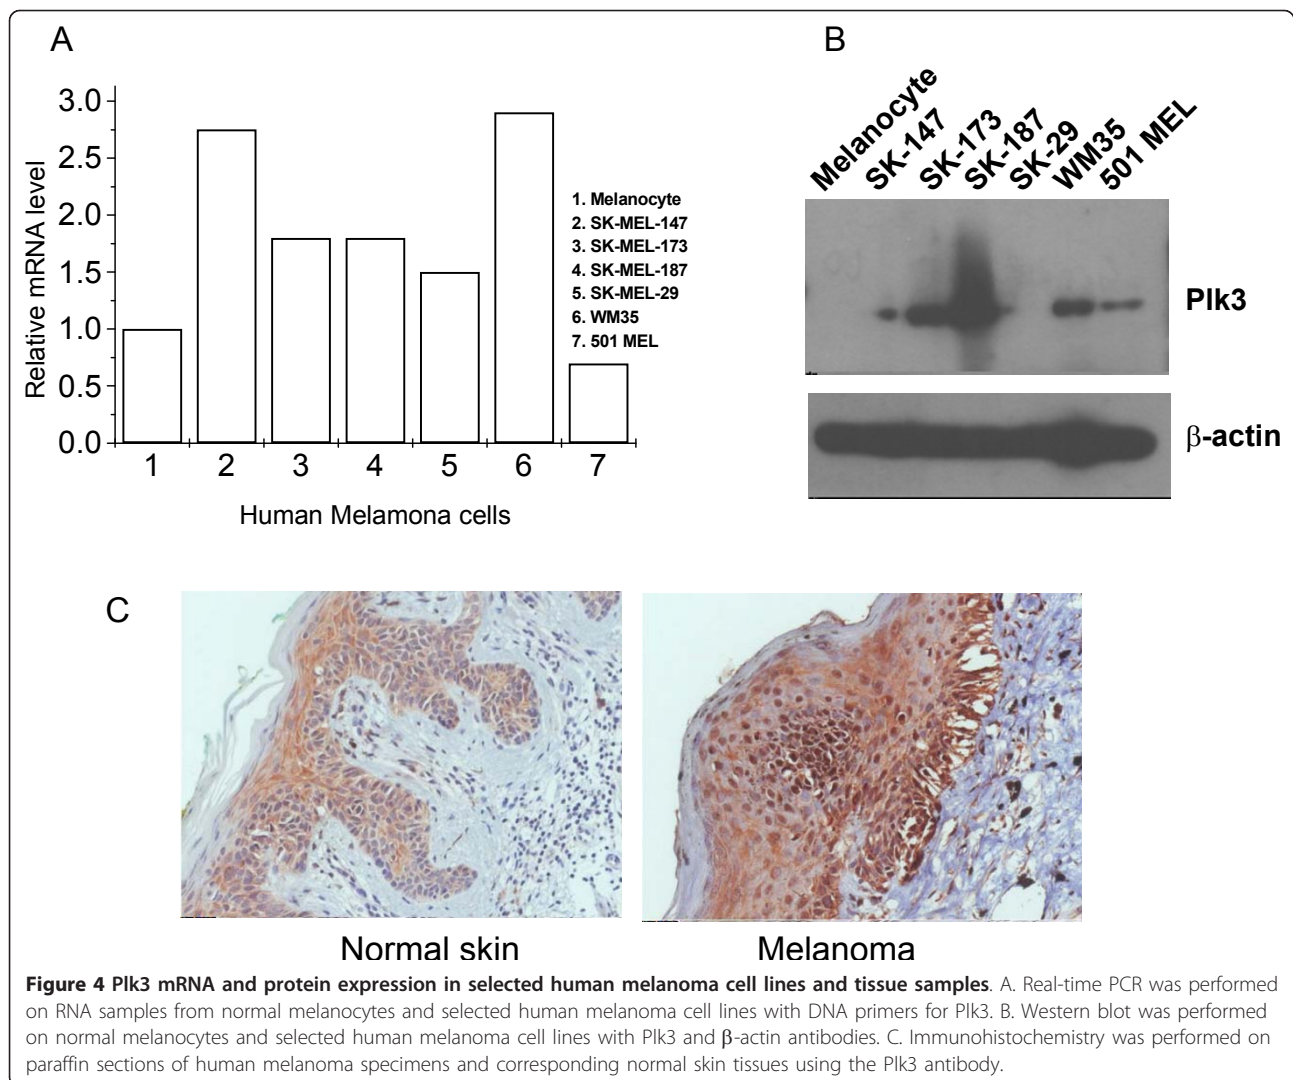 A
Relative mRNA level
3.0
2.5
2.0
1.5
1.0
0.5
0.0
1 2 3 4 5 6 7
Human Melamona cells
1. Melanocyte
2. SK-MEL-147
3. SK-MEL-173
4. SK-MEL-187
5. SK-MEL-29
6. WM35
7. 501 MEL
B
Melanocyte
SK-147
SK-173
SK-187
SK-29
WM35
501 MEL
Plk3
β-actin
C
Normal skin
Melanoma
Figure 4 Plk3 mRNA and protein expression in selected human melanoma cell lines and tissue samples. A. Real-time PCR was performed
on RNA samples from normal melanocytes and selected human melanoma cell lines with DNA primers for Plk3. B. Western blot was performed
on normal melanocytes and selected human melanoma cell lines with Plk3 and β-actin antibodies. C. Immunohistochemistry was performed on
paraffin sections of human melanoma specimens and corresponding normal skin tissues using the Plk3 antibody.